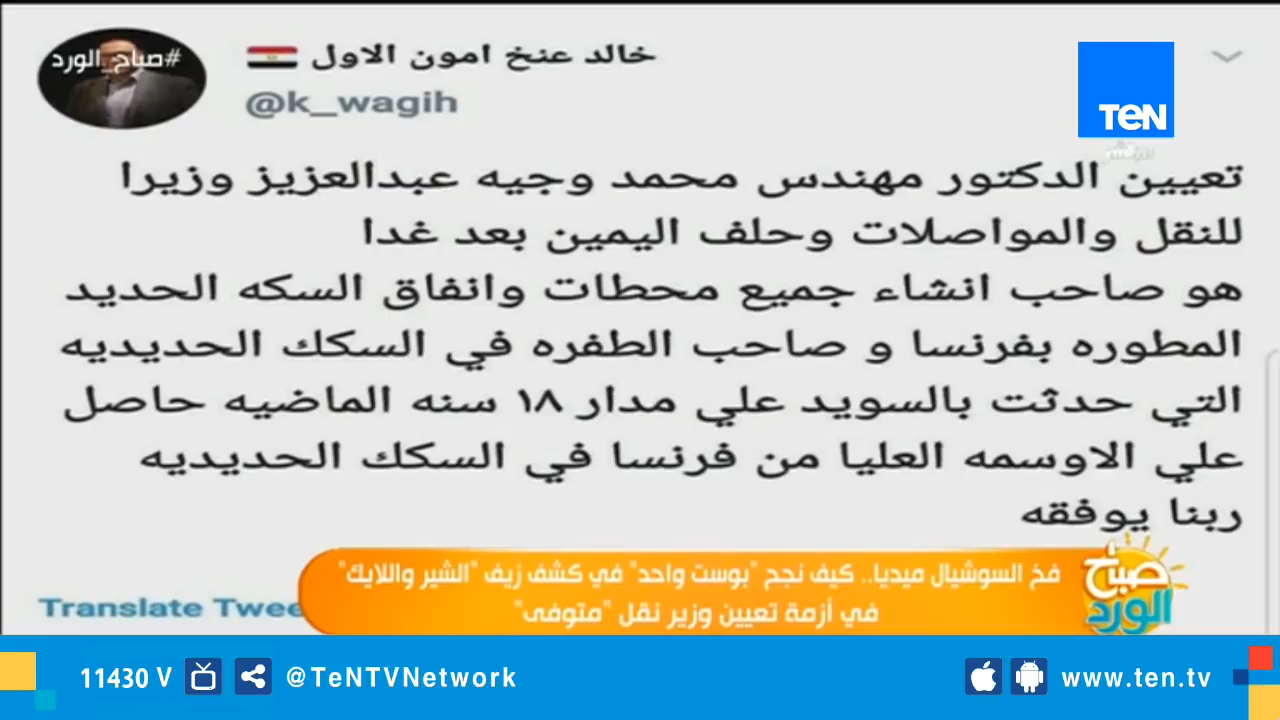 #صباح_الورد
خالد عنخ امون الاول
@k_wagih
TeN
تعيين الدكتور مهندس محمد وجيه عبدالعزيز وزيرا
للنقل والمواصلات وحلف اليمين بعد غدا
هو صاحب انشاء جميع محطات وانفاق السكه الحديد
المطوره بفرنسا و صاحب الطفره في السكك الحديديه
التي حدثت بالسويد علي مدار ١٨ سنه الماضيه حاصل
علي الاوسمه العليا من فرنسا في السكك الحديديه
ربنا يوفقه
فخ السوشيال ميديا.. كيف نجح "بوست واحد" في كشف زيف "الشير واللايك"
في أزمة تعيين وزير نقل "متوفى"
صباح الورد
Translate Twee
11430 V @TeNTVNetwork www.ten.tv